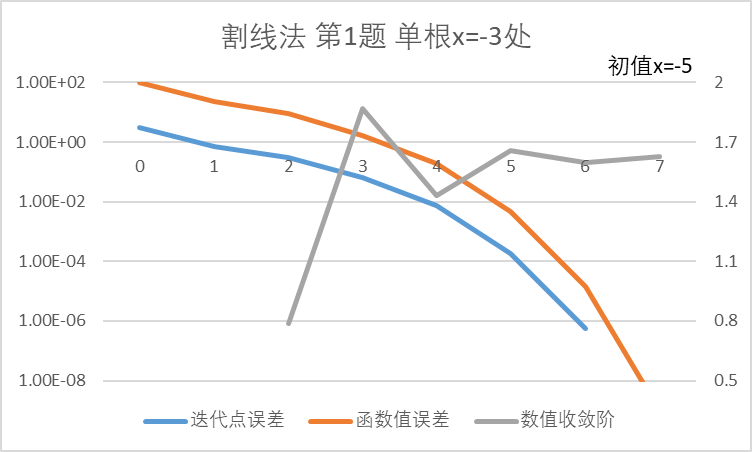 割线法 第1题 单根x=-3处
初值x=-5
1.00E+02
1.00E+00
1.00E-02
1.00E-04
1.00E-06
1.00E-08
2
1.7
1.4
1.1
0.8
0.5
0 1 2 3 4 5 6 7
迭代点误差 函数值误差 数值收敛阶